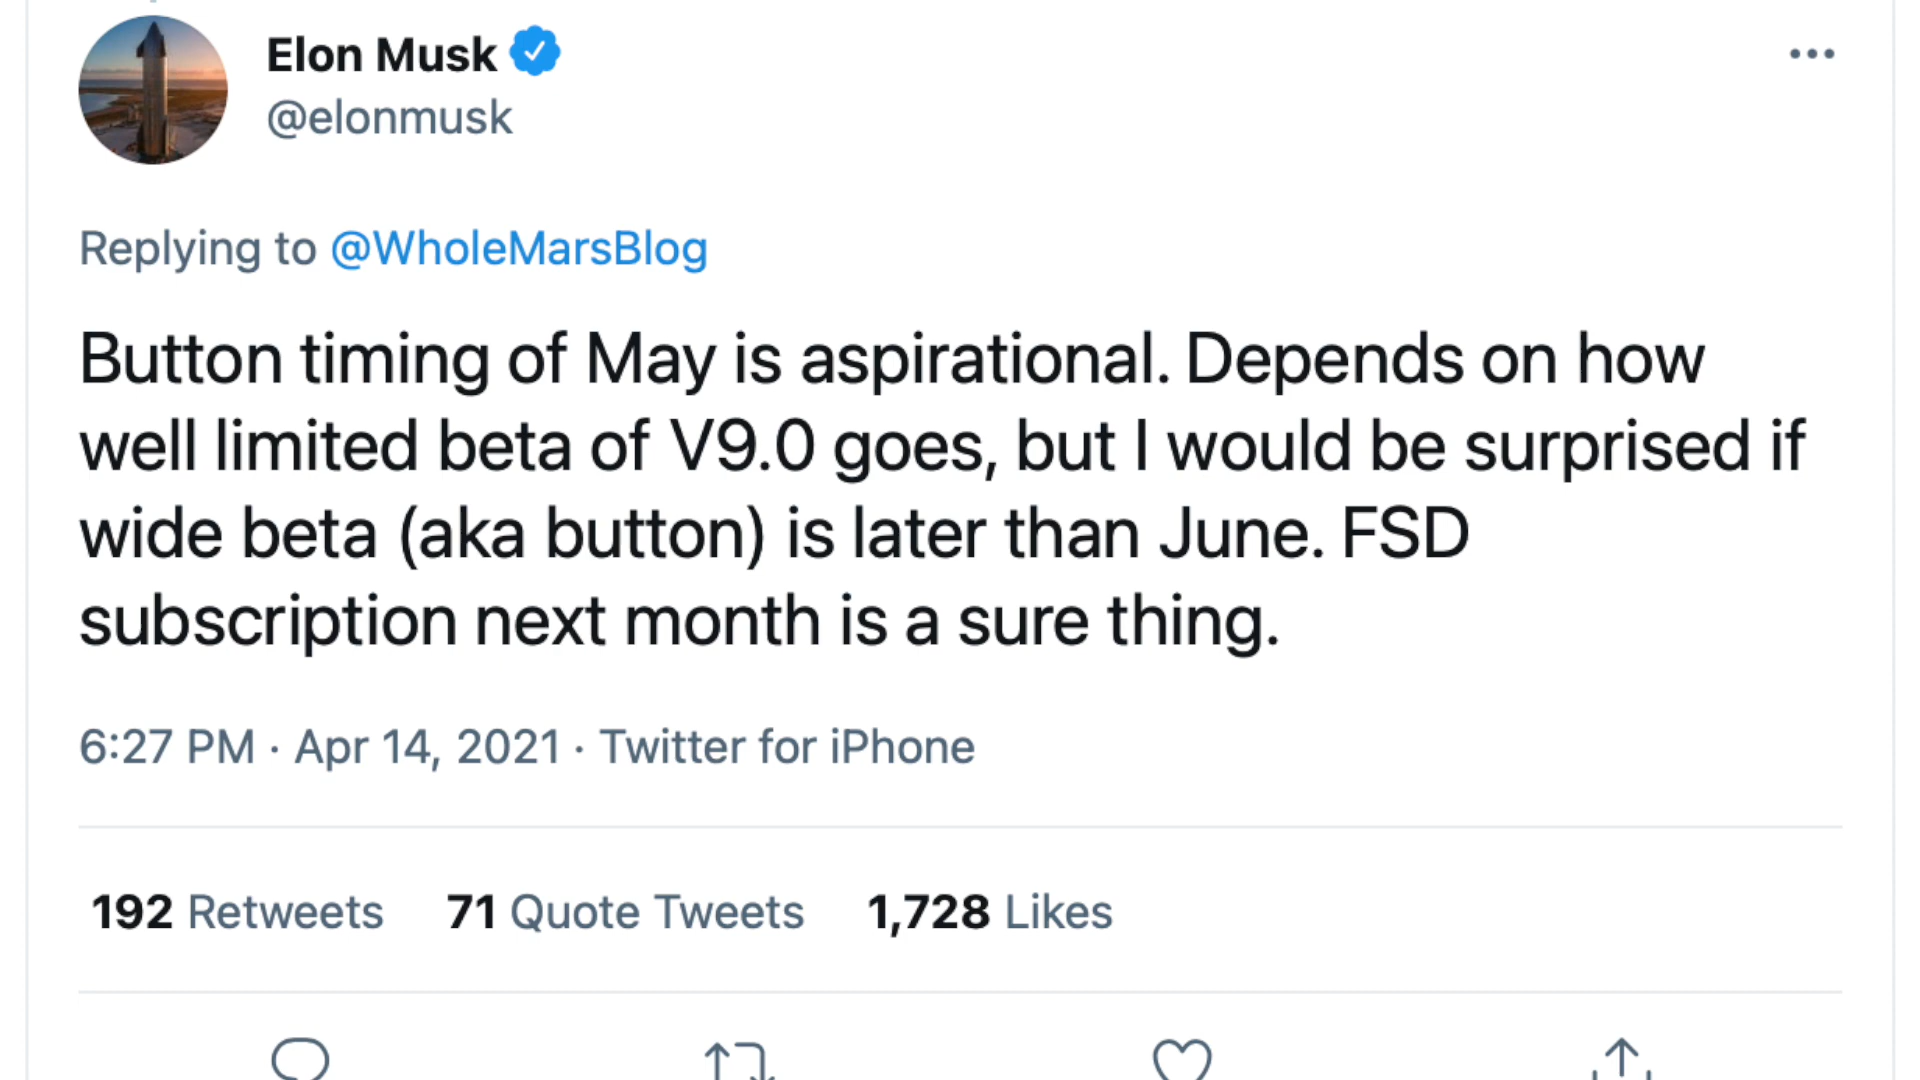 Elon Musk
@elonmusk
Replying to @WholeMarsBlog
Button timing of May is aspirational. Depends on how
well limited beta of V9.0 goes, but I would be surprised if
wide beta (aka button) is later than June. FSD
subscription next month is a sure thing.
6:27 PM · Apr 14, 2021 · Twitter for iPhone
192 Retweets 71 Quote Tweets 1,728 Likes